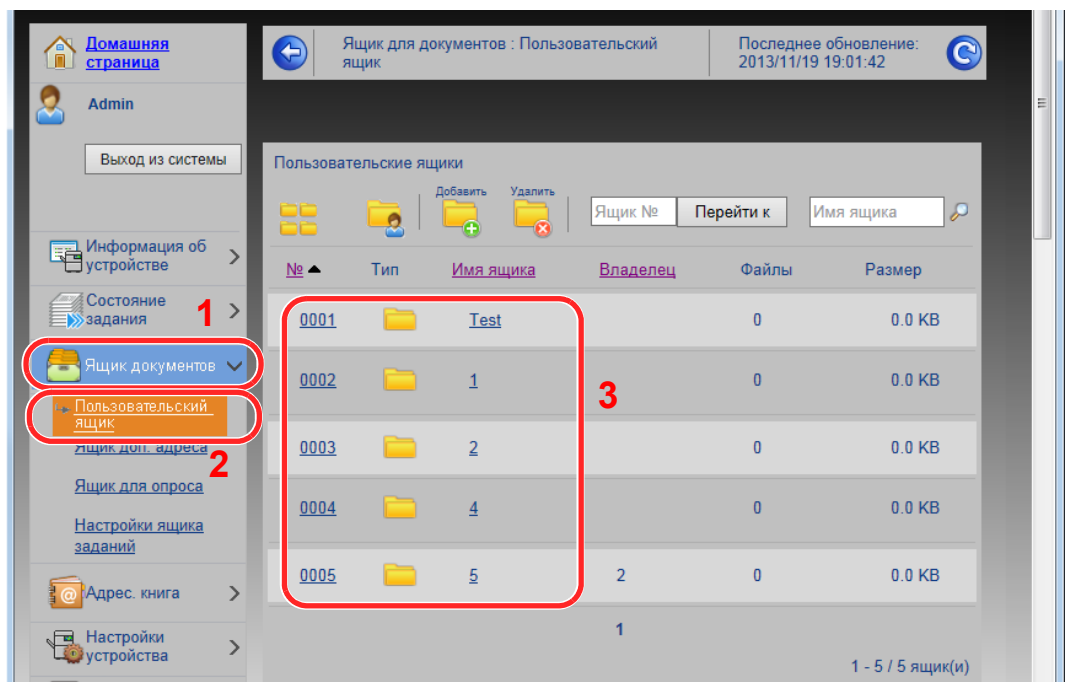 Домашняя
страница
Admin
Выход из системы
Информация об
устройстве
Состояние
задания
1
Ящик документов
Пользовательский
ящик
2
Ящик доп. адреса
Ящик для опроса
Настройки ящика
заданий
Адрес. книга
Настройки
устройства
Ящик для документов : Пользовательский
ящик
Последнее обновление:
2013/11/19 19:01:42
Пользовательские ящики
Добавить Удалить
Ящик № Перейти к Имя ящика
№ Тип Имя ящика Владелец Файлы Размер
0001 Test 0 0.0 KB
0002 1 0 0.0 KB
3
0003 2 0 0.0 KB
0004 4 0 0.0 KB
0005 5 2 0 0.0 KB
1
1 - 5 / 5 ящик(и)